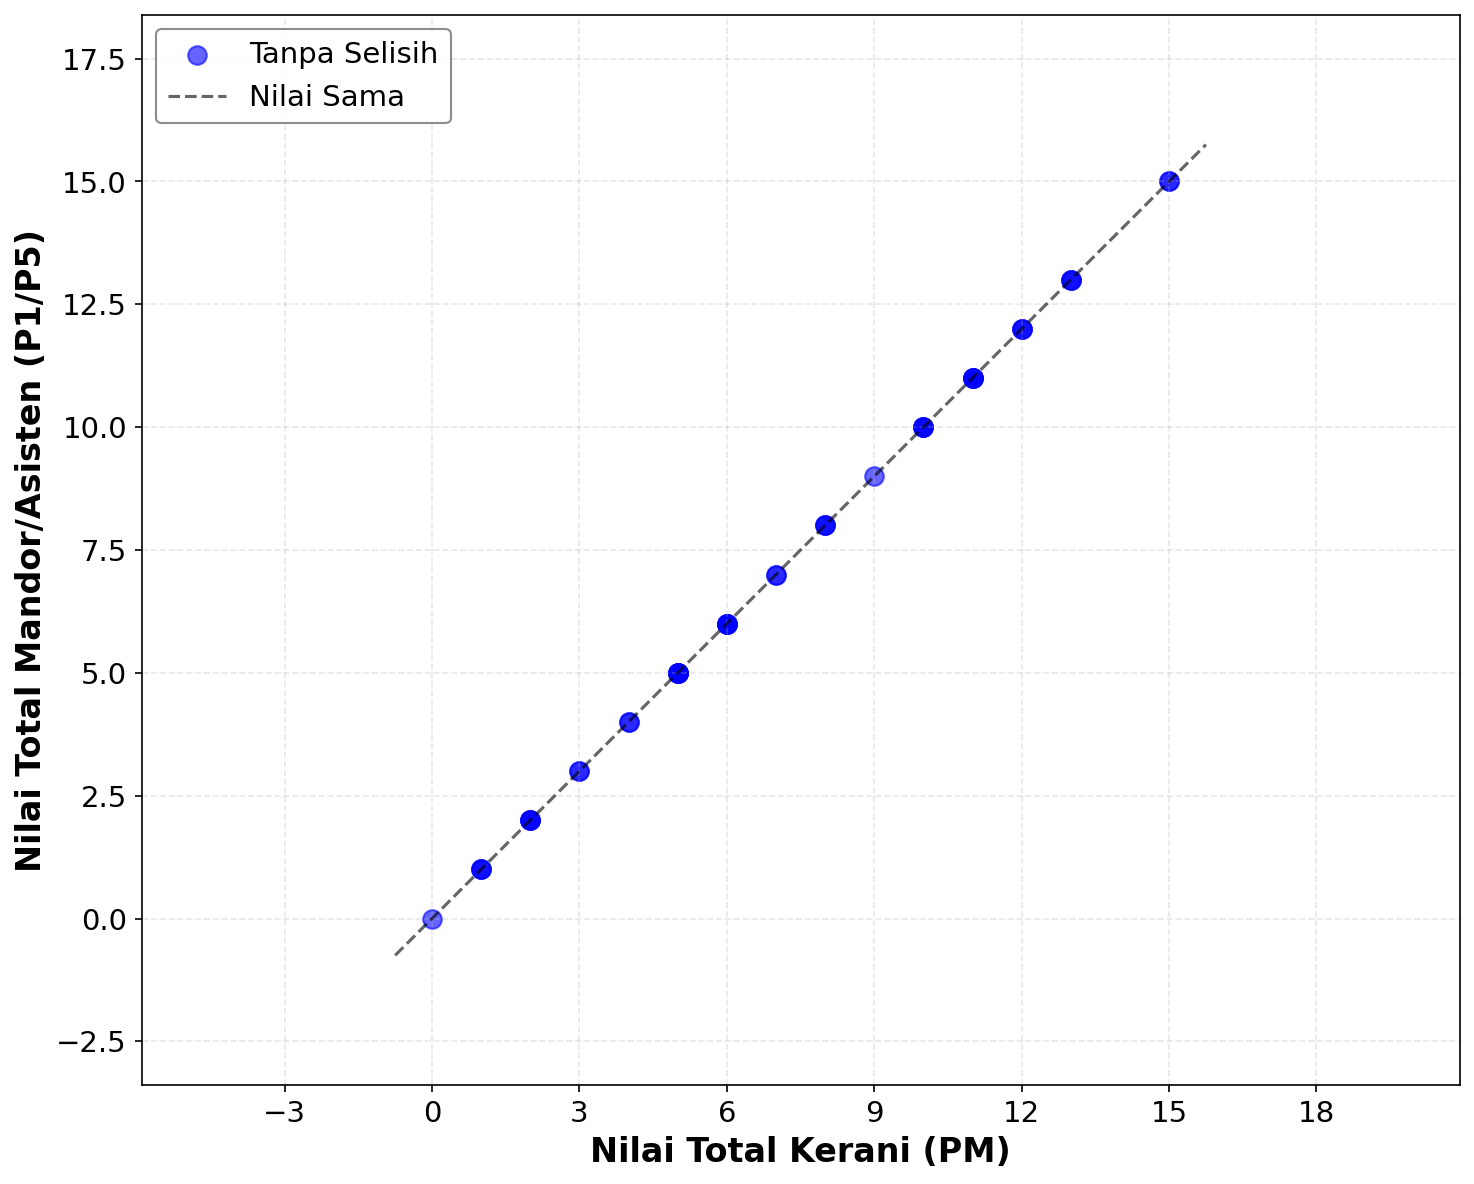 Tanpa Selisih
Nilai Sama
17.5
15.0
12.5
10.0
7.5
5.0
2.5
0.0
−2.5
Nilai Total Mandor/Asisten (P1/P5)
−3 0 3 6 9 12 15 18
Nilai Total Kerani (PM)